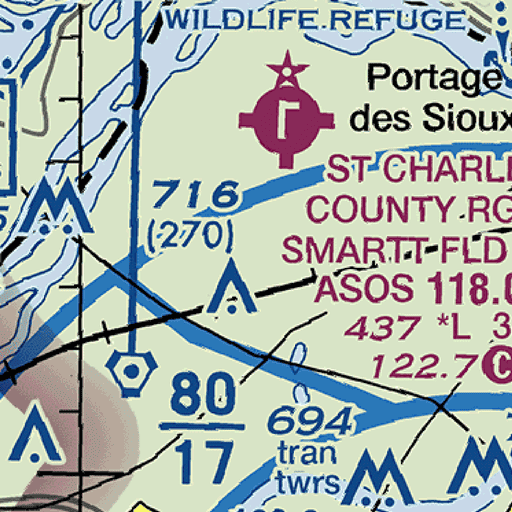 WILDLIFE REFUGE
Portage
des Sioux
ST CHARLE
COUNTY RG
SMARTT FLD
ASOS 118.0
437 *L 3
122.7 C
716
(270)
80
17
694
tran
twrs